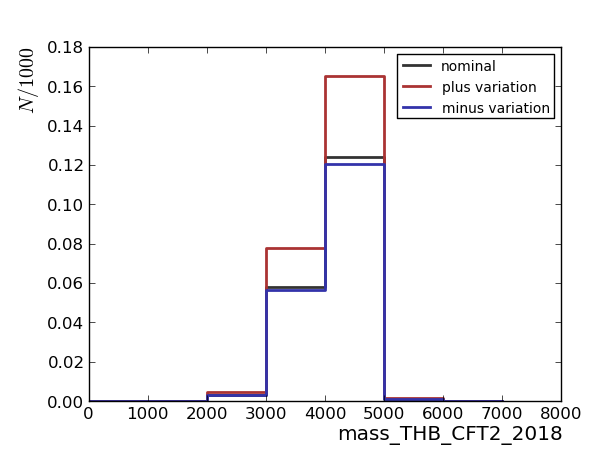 0.18
0.16
0.14
0.12
0.10
0.08
0.06
0.04
0.02
0.00
N/1000
nominal
plus variation
minus variation
0 1000 2000 3000 4000 5000 6000 7000 8000
mass_THB_CFT2_2018